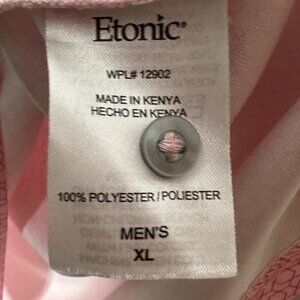 Etonic®
WPL# 12902
MADE IN KENYA
HECHO EN KENYA
100% POLYESTER/POLIESTER
MEN'S
XL